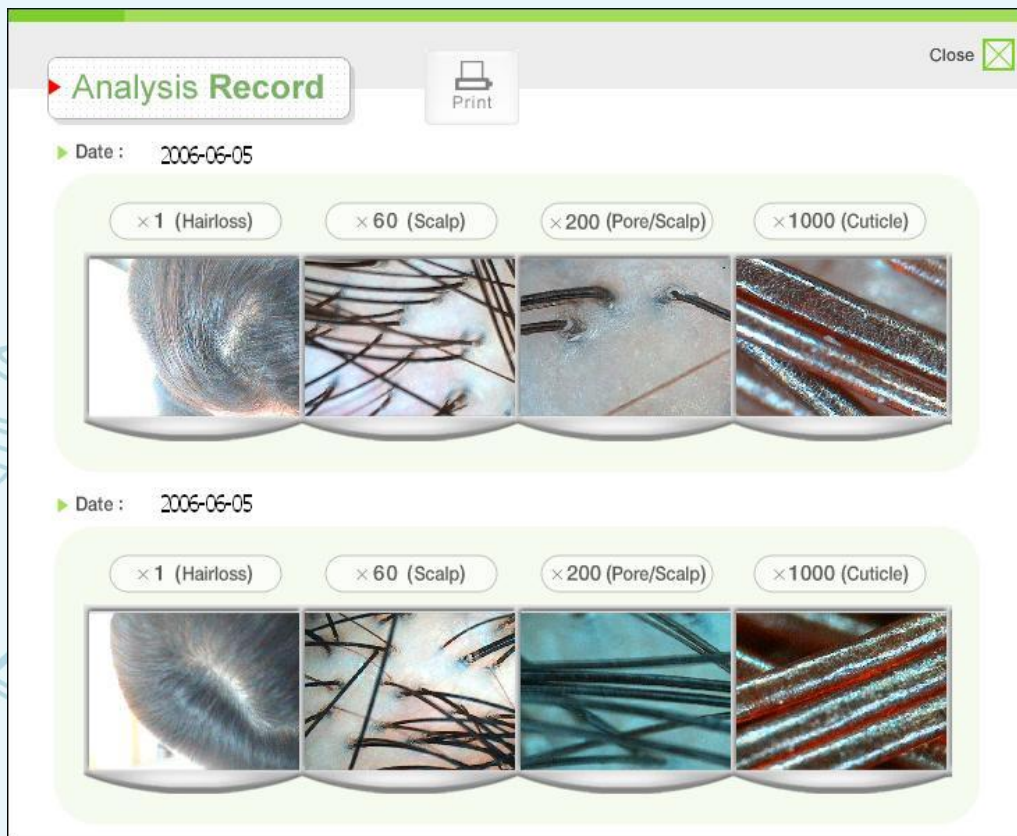 Close
Analysis Record
Print
Date : 2006-06-05
×1 (Hairloss) ×60 (Scalp) ×200 (Pore/Scalp) ×1000 (Cuticle)
Date : 2006-06-05
×1 (Hairloss) ×60 (Scalp) ×200 (Pore/Scalp) ×1000 (Cuticle)